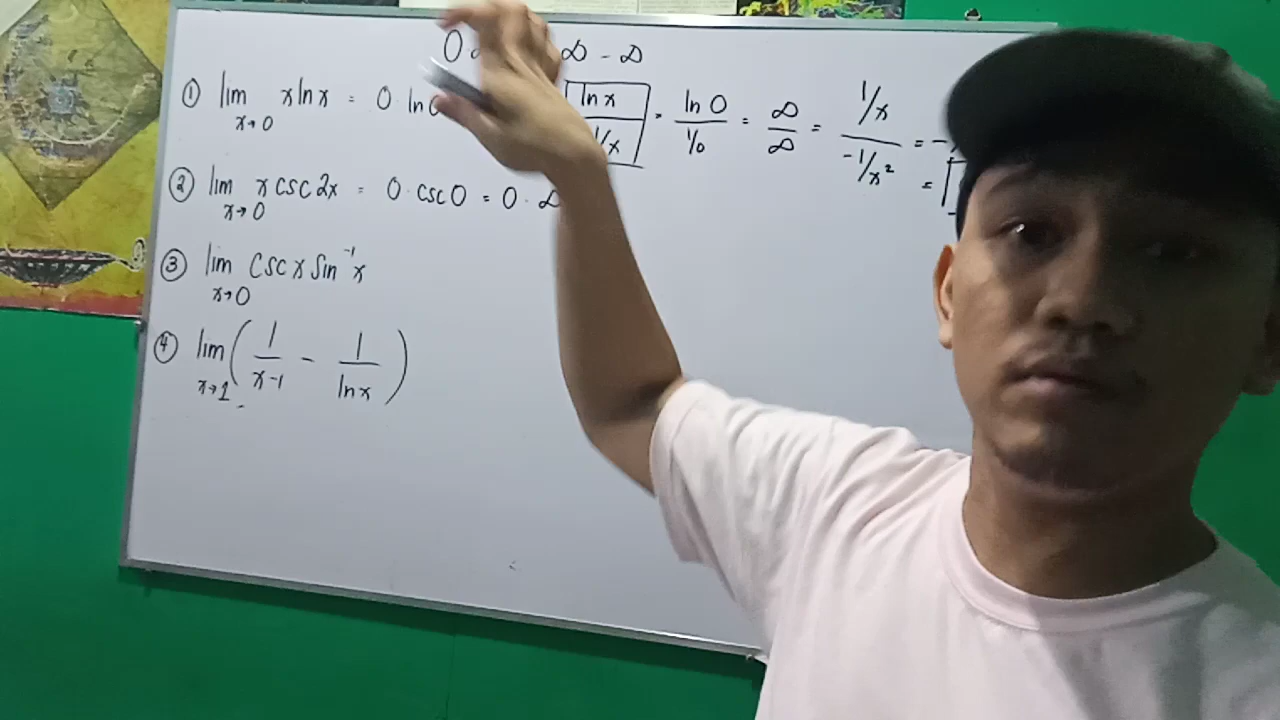 0 ∞ - ∞
① lim x→0 x ln x = 0 · ln 0 ln x / 1/x = ln 0 / 1/0 = ∞/∞ = 1/x / -1/x² = -
=
② lim x→0 x csc 2x = 0 · csc 0 = 0 · ∞
③ lim x→0 csc x sin⁻¹ x
④ lim x→1 ( 1/x-1 - 1/ln x )